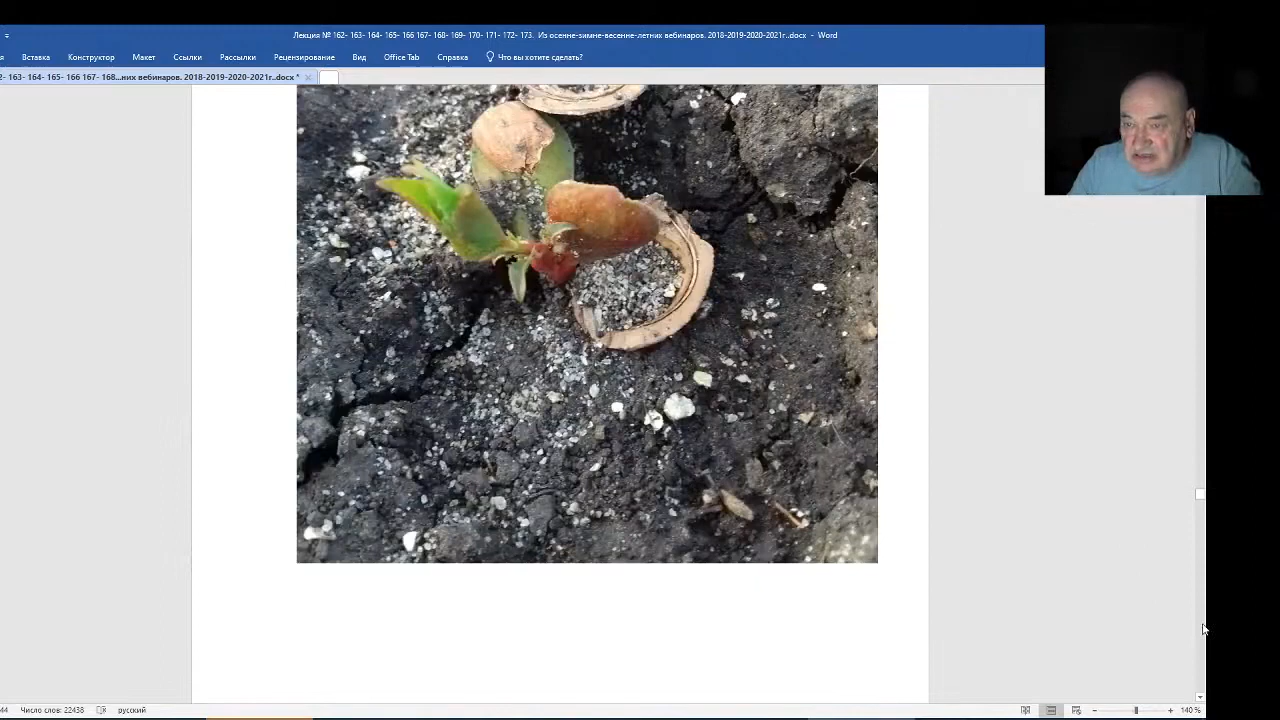 Лекция № 162- 163- 164- 165- 166 167- 168- 169- 170- 171- 172- 173. Из осенне-зимне-весенне-летних вебинаров. 2018-2019-2020-2021г..docx - Word
Вставка Конструктор Макет Ссылки Рассылки Рецензирование Вид Office Tab Справка Что вы хотите сделать?
2- 163- 164- 165- 166 167- 168...них вебинаров. 2018-2019-2020-2021г..docx *
44 Число слов: 22438 русский 140 %